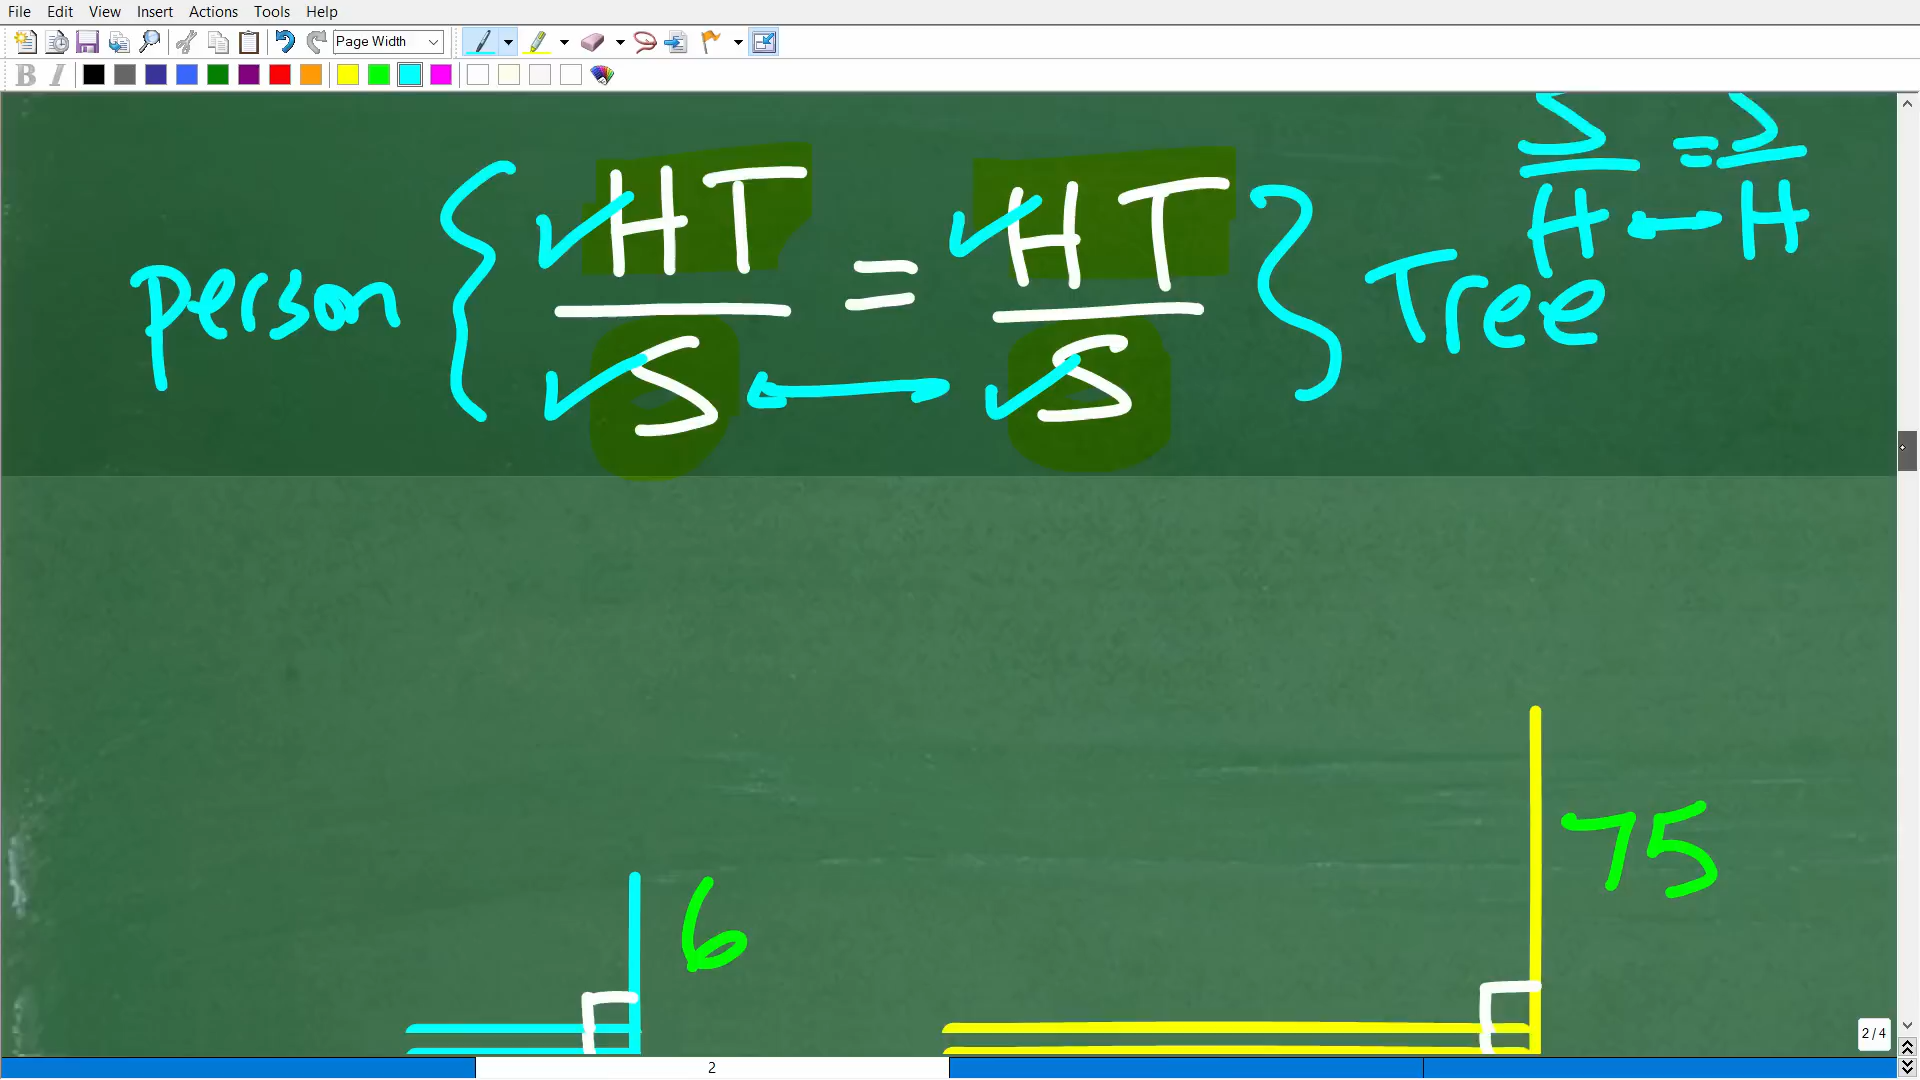 File Edit View Insert Actions Tools Help
Page Width
B I
S = S
H H
person { HT = HT } Tree
S S
75
6
2 / 4
2